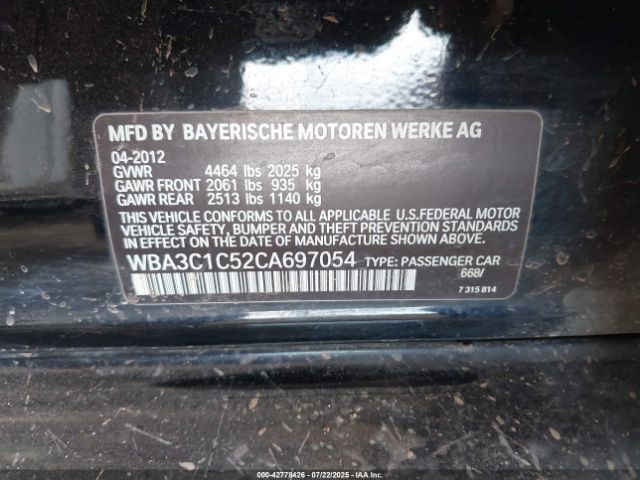 MFD BY BAYERISCHE MOTOREN WERKE AG
04-2012
GVWR 4464 lbs 2025 kg
GAWR FRONT 2061 lbs 935 kg
GAWR REAR 2513 lbs 1140 kg
THIS VEHICLE CONFORMS TO ALL APPLICABLE U.S.FEDERAL MOTOR
VEHICLE SAFETY, BUMPER AND THEFT PREVENTION STANDARDS
IN EFFECT ON THE DATE OF MANUFACTURE SHOWN ABOVE.
WBA3C1C52CA697054 TYPE: PASSENGER CAR
668/
7 315 814
000-42778426 - 07/22/2025 - IAAI.COM